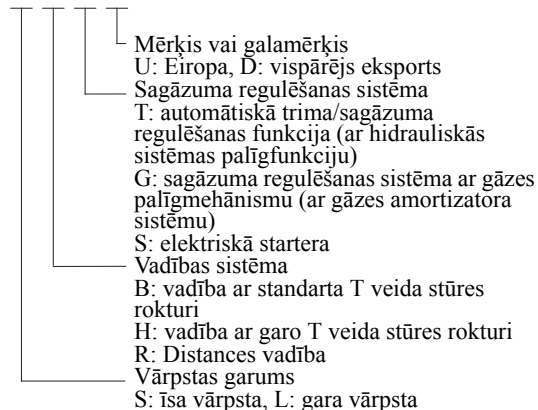 Mērķis vai galamērķis
U: Eiropa, D: vispārējs eksports
Sagāzuma regulēšanas sistēma
T: automātiskā trima/sagāzuma
regulēšanas funkcija (ar hidrauliskās
sistēmas palīgfunkciju)
G: sagāzuma regulēšanas sistēma ar gāzes
palīgmehānismu (ar gāzes amortizatora
sistēmu)
S: elektriskā startera
Vadības sistēma
B: vadība ar standarta T veida stūres
rokturi
H: vadība ar garo T veida stūres rokturi
R: Distances vadība
Vārpstas garums
S: īsa vārpsta, L: gara vārpsta